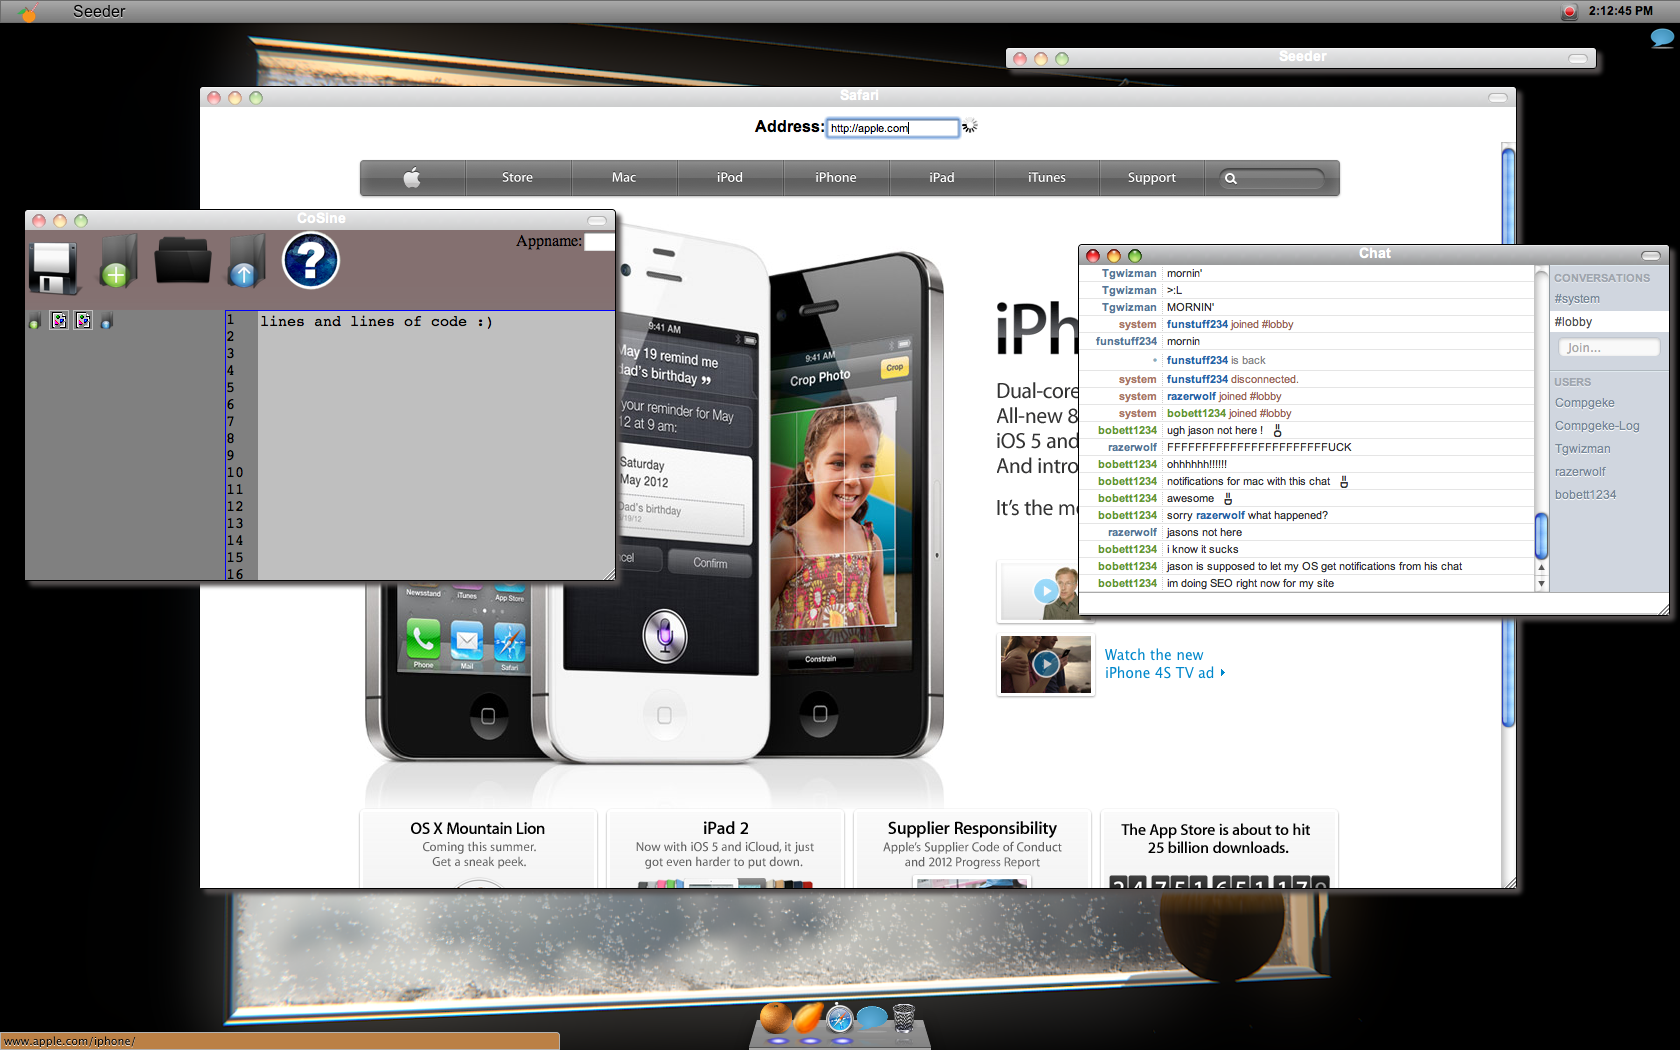 Seeder
2:12:45 PM
Seeder
Safari
Address: http://apple.com
Store
Mac
iPod
iPhone
iPad
iTunes
Support
CoSine
Appname:
1 lines and lines of code :)
2
3
4
5
6
7
8
9
10
11
12
13
14
15
16
9:41 AM
May 19 remind me
dad's birthday ”
your reminder for May
12 at 9 am:
Saturday
May 2012
Dad's birthday
/19/12
ncel
Confirm
9:41 AM
Crop Photo
Crop
Constrain
Newsstand
iTunes
App Store
Phone
Mail
Safari
iPh
Dual-core
All-new 8
iOS 5 and
And intro
It's the m
Watch the new
iPhone 4S TV ad
OS X Mountain Lion
Coming this summer.
Get a sneak peek.
iPad 2
Now with iOS 5 and iCloud, it just
got even harder to put down.
Supplier Responsibility
Apple's Supplier Code of Conduct
and 2012 Progress Report
The App Store is about to hit
25 billion downloads.
Chat
Tgwizman mornin'
Tgwizman >:L
Tgwizman MORNIN'
system funstuff234 joined #lobby
funstuff234 mornin
• funstuff234 is back
system funstuff234 disconnected.
system razerwolf joined #lobby
system bobett1234 joined #lobby
bobett1234 ugh jason not here !
razerwolf FFFFFFFFFFFFFFFFFFFFFFFUCK
bobett1234 ohhhhhh!!!!!!
bobett1234 notifications for mac with this chat
bobett1234 awesome
bobett1234 sorry razerwolf what happened?
razerwolf jasons not here
bobett1234 i know it sucks
bobett1234 jason is supposed to let my OS get notifications from his chat
bobett1234 im doing SEO right now for my site
CONVERSATIONS
#system
#lobby
Join...
USERS
Compgeke
Compgeke-Log
Tgwizman
razerwolf
bobett1234
www.apple.com/iphone/